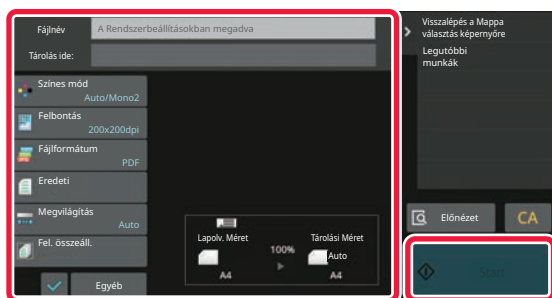 Fájlnév
A Rendszerbeállításokban megadva
Tárolás ide:
Színes mód
Auto/Mono2
Felbontás
200x200dpi
Fájlformátum
PDF
Eredeti
Megvilágítás
Auto
Fel. összeáll.
Egyéb
Lapolv. Méret
A4
100%
Tárolási Méret
Auto
A4
Visszalépés a Mappa
választás képernyőre
Legutóbbi
munkák
Előnézet
CA
Start